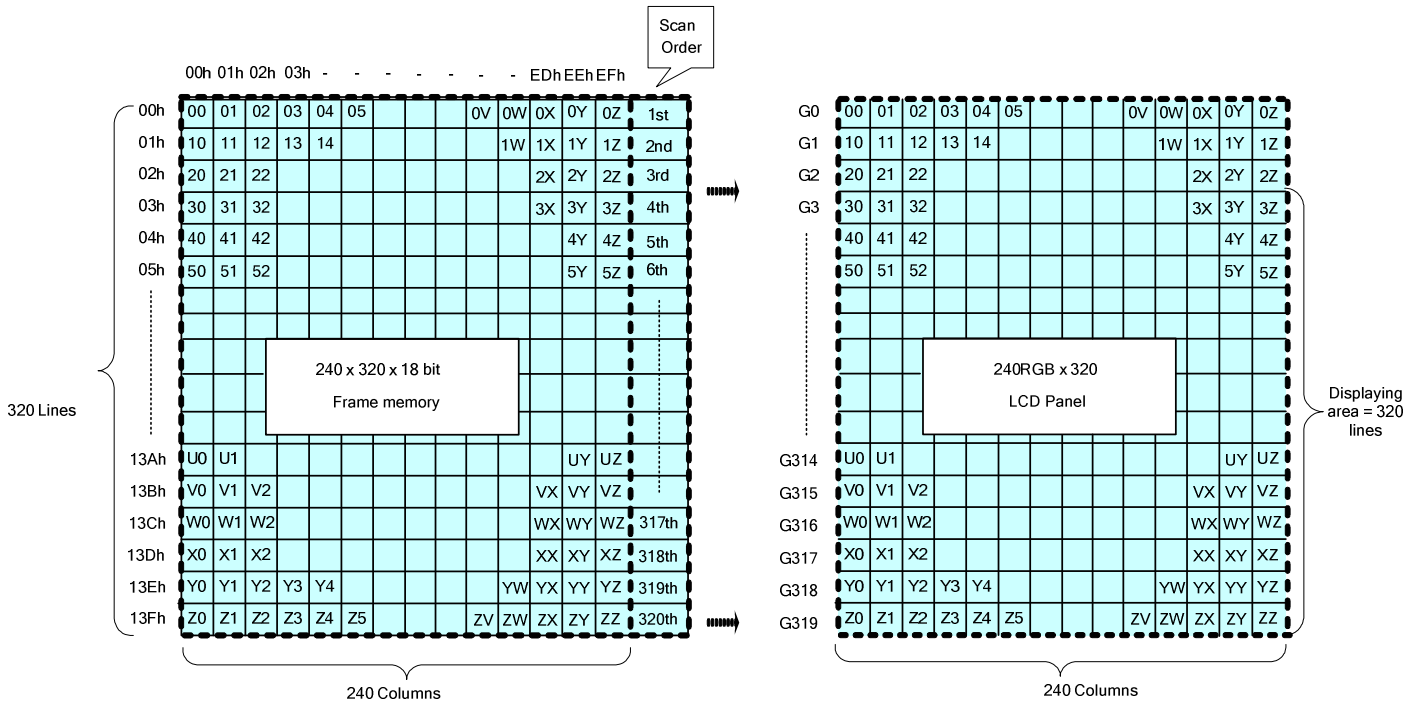 Scan
Order
00h 01h 02h 03h - - - - - - - EDh EEh EFh
00h 00 01 02 03 04 05 0V 0W 0X 0Y 0Z 1st
01h 10 11 12 13 14 1W 1X 1Y 1Z 2nd
02h 20 21 22 2X 2Y 2Z 3rd
03h 30 31 32 3X 3Y 3Z 4th
04h 40 41 42 4Y 4Z 5th
05h 50 51 52 5Y 5Z 6th
240 x 320 x 18 bit
Frame memory
320 Lines
13Ah U0 U1 UY UZ
13Bh V0 V1 V2 VX VY VZ
13Ch W0 W1 W2 WX WY WZ 317th
13Dh X0 X1 X2 XX XY XZ 318th
13Eh Y0 Y1 Y2 Y3 Y4 YW YX YY YZ 319th
13Fh Z0 Z1 Z2 Z3 Z4 Z5 ZV ZW ZX ZY ZZ 320th
240 Columns
G0 00 01 02 03 04 05 0V 0W 0X 0Y 0Z
G1 10 11 12 13 14 1W 1X 1Y 1Z
G2 20 21 22 2X 2Y 2Z
G3 30 31 32 3X 3Y 3Z
40 41 42 4Y 4Z
50 51 52 5Y 5Z
240RGB x 320
LCD Panel
Displaying
area = 320
lines
G314 U0 U1 UY UZ
G315 V0 V1 V2 VX VY VZ
G316 W0 W1 W2 WX WY WZ
G317 X0 X1 X2 XX XY XZ
G318 Y0 Y1 Y2 Y3 Y4 YW YX YY YZ
G319 Z0 Z1 Z2 Z3 Z4 Z5 ZV ZW ZX ZY ZZ
240 Columns